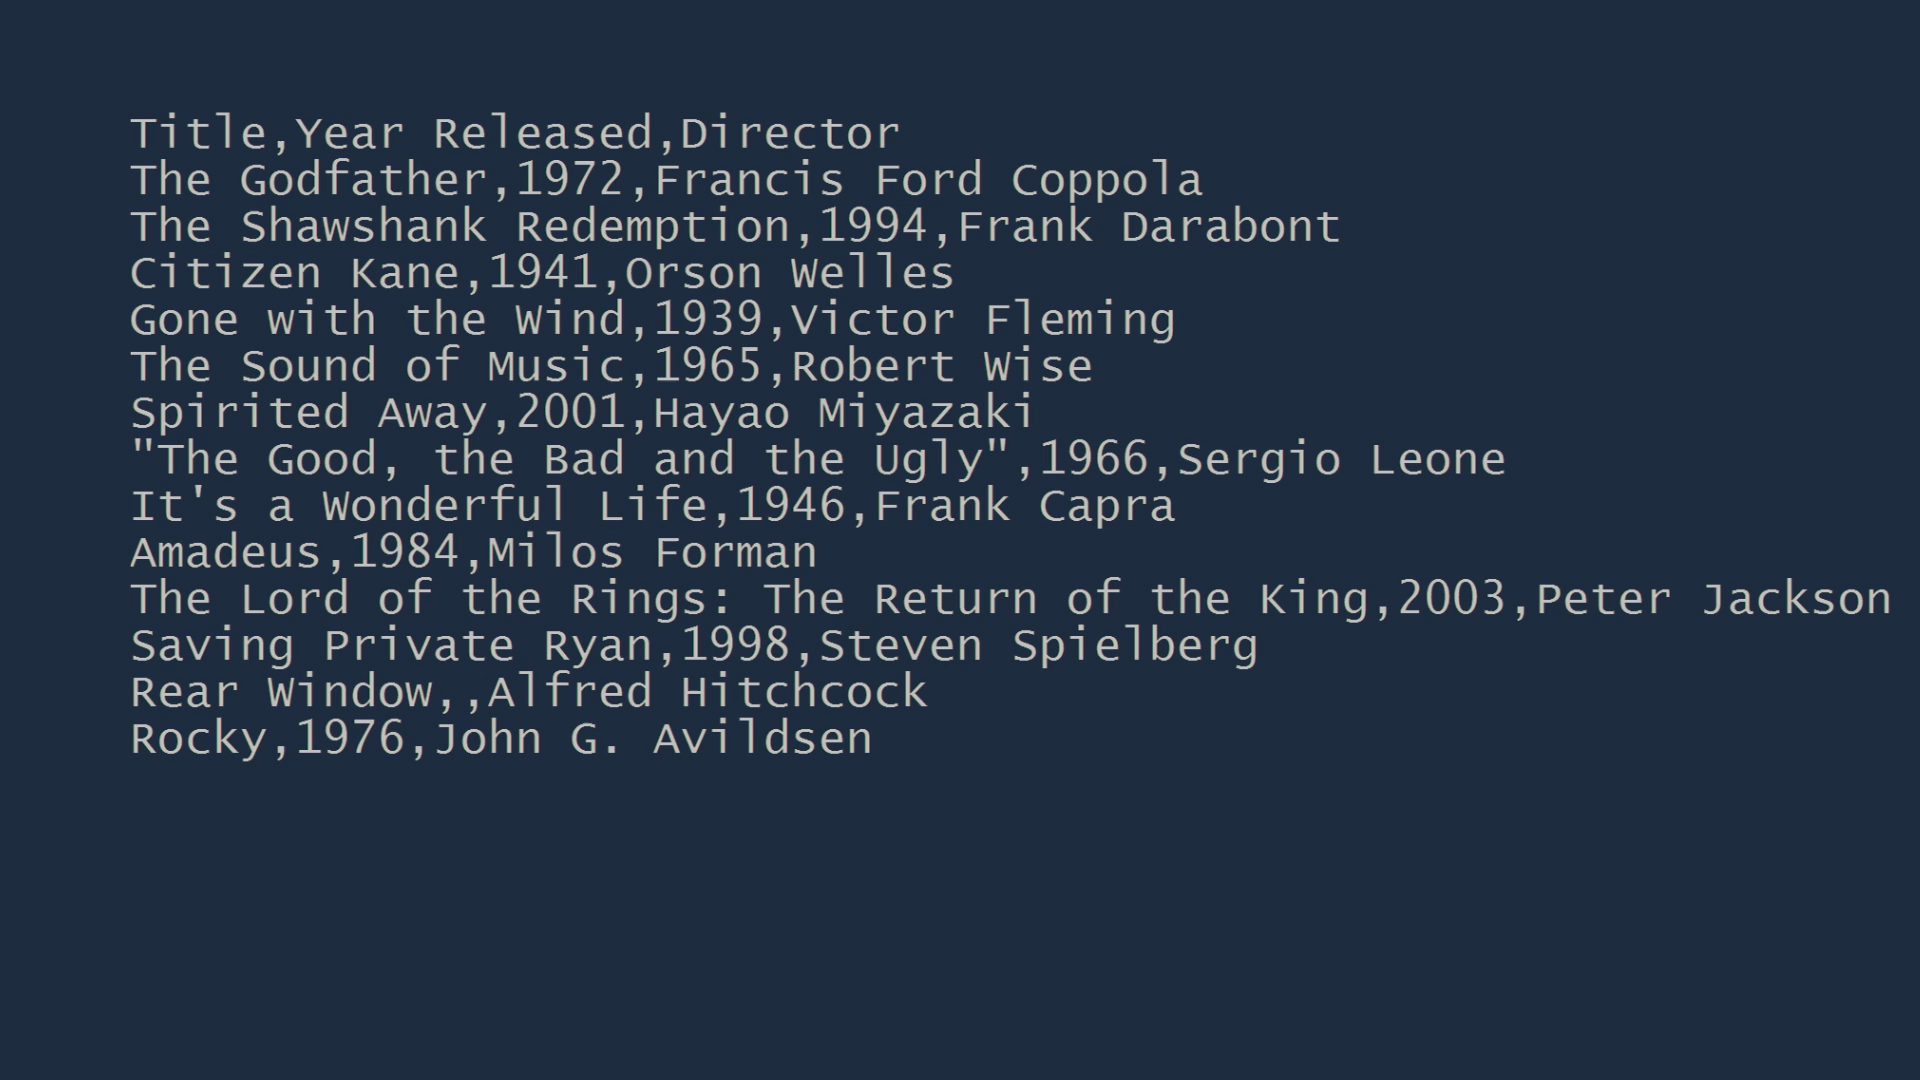 Title,Year Released,Director
The Godfather,1972,Francis Ford Coppola
The Shawshank Redemption,1994,Frank Darabont
Citizen Kane,1941,Orson Welles
Gone with the Wind,1939,Victor Fleming
The Sound of Music,1965,Robert Wise
Spirited Away,2001,Hayao Miyazaki
"The Good, the Bad and the Ugly",1966,Sergio Leone
It's a Wonderful Life,1946,Frank Capra
Amadeus,1984,Milos Forman
The Lord of the Rings: The Return of the King,2003,Peter Jackson
Saving Private Ryan,1998,Steven Spielberg
Rear Window,,Alfred Hitchcock
Rocky,1976,John G. Avildsen